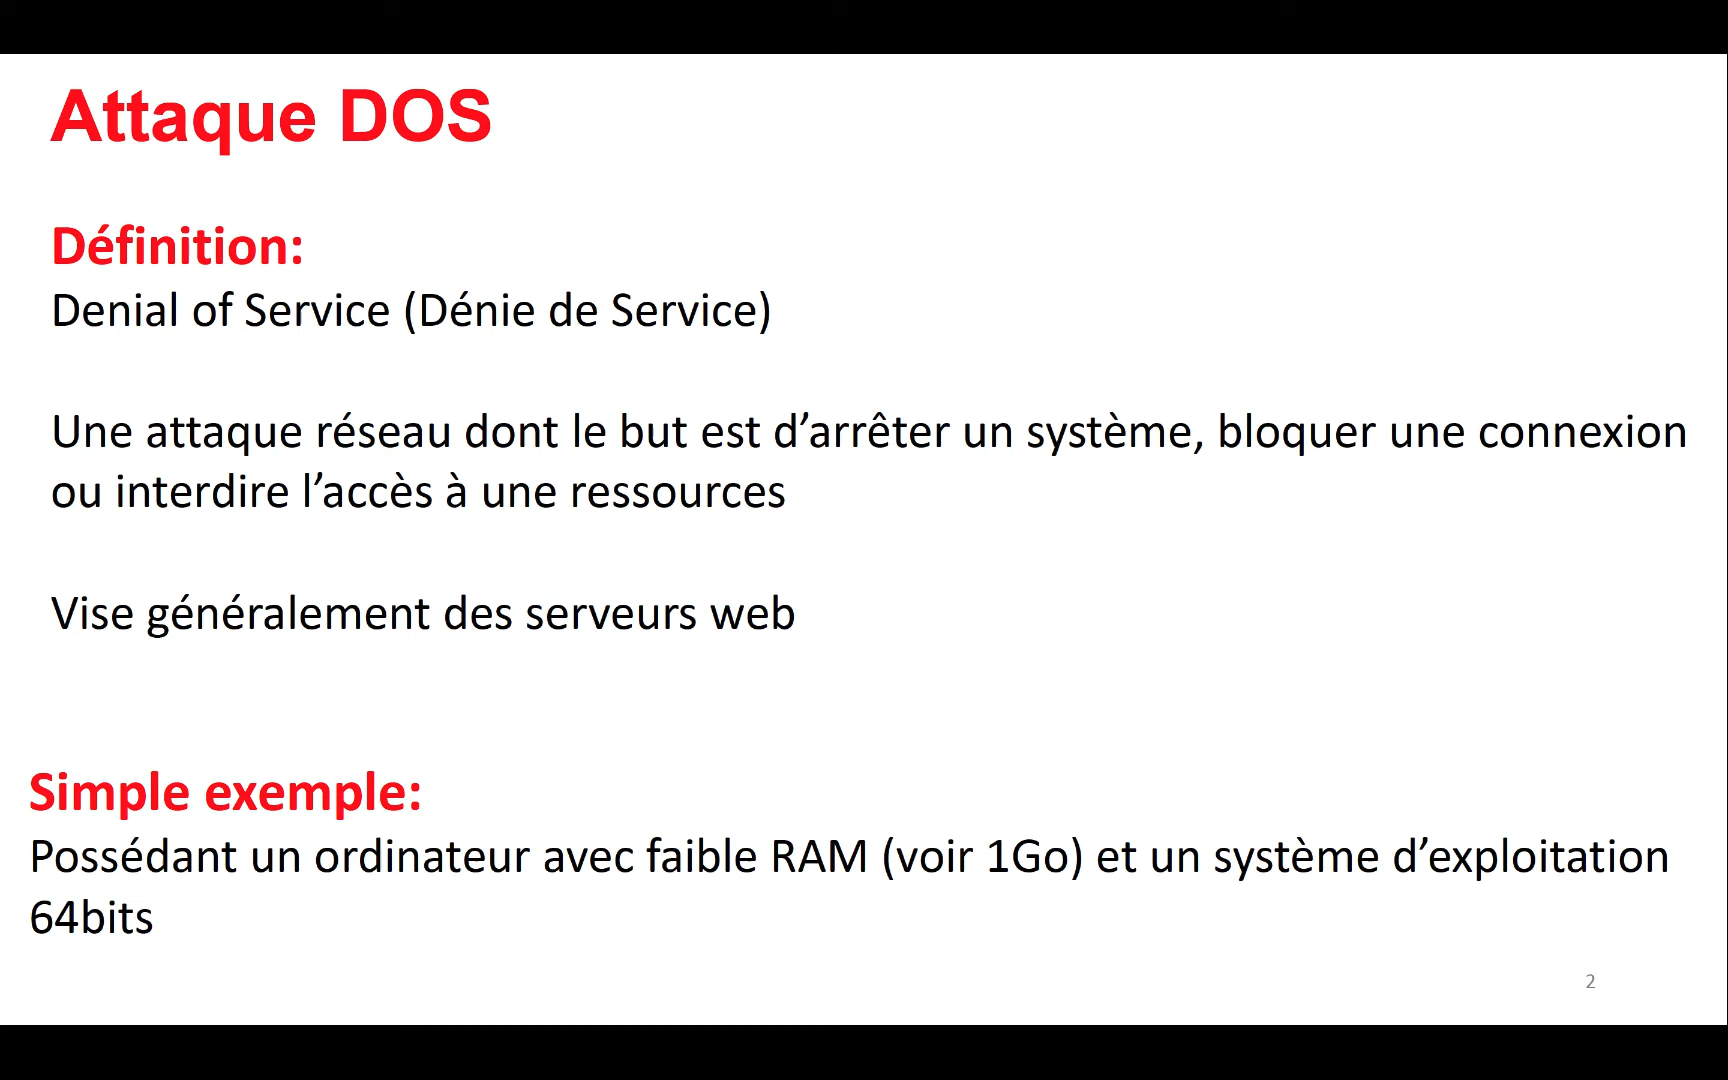 Attaque DOS
Définition:
Denial of Service (Dénie de Service)
Une attaque réseau dont le but est d’arrêter un système, bloquer une connexion
ou interdire l’accès à une ressources
Vise généralement des serveurs web
Simple exemple:
Possédant un ordinateur avec faible RAM (voir 1Go) et un système d’exploitation
64bits
2